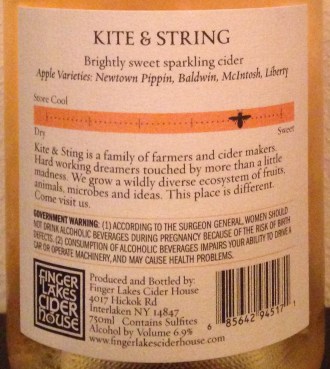 KITE & STRING
Brightly sweet sparkling cider
Apple Varieties: Newtown Pippin, Baldwin, McIntosh, Liberty
Store Cool
Dry Sweet
Kite & Sting is a family of farmers and cider makers.
Hard working dreamers touched by more than a little
madness. We grow a wildly diverse ecosystem of fruits,
animals, microbes and ideas. This place is different.
Come visit us.
GOVERNMENT WARNING: (1) ACCORDING TO THE SURGEON GENERAL, WOMEN SHOULD
NOT DRINK ALCOHOLIC BEVERAGES DURING PREGNANCY BECAUSE OF THE RISK OF BIRTH
DEFECTS. (2) CONSUMPTION OF ALCOHOLIC BEVERAGES IMPAIRS YOUR ABILITY TO DRIVE A
CAR OR OPERATE MACHINERY, AND MAY CAUSE HEALTH PROBLEMS.
FINGER
LAKES
CIDER
HOUSE
Produced and Bottled by:
Finger Lakes Cider House
4017 Hickok Rd
Interlaken NY 14847
750ml Contains Sulfites
Alcohol by Volume 6.9%
www.fingerlakesciderhouse.com
6 85642 94517 1